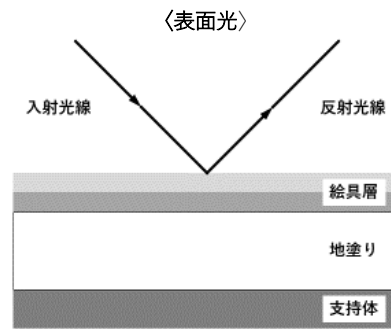 〈表面光〉
入射光線
反射光線
絵具層
地塗り
支持体